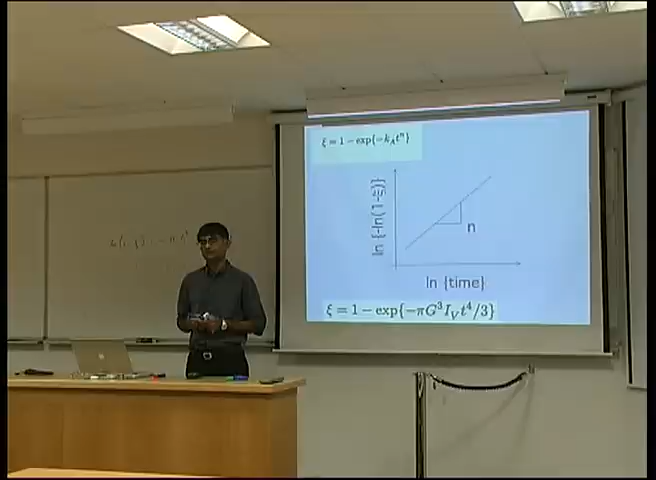 ξ = 1 − exp{−k_A t^n}
ln {-ln(1-ξ)}
n
ln {time}
ξ = 1 − exp{−πG³I_V t⁴/3}